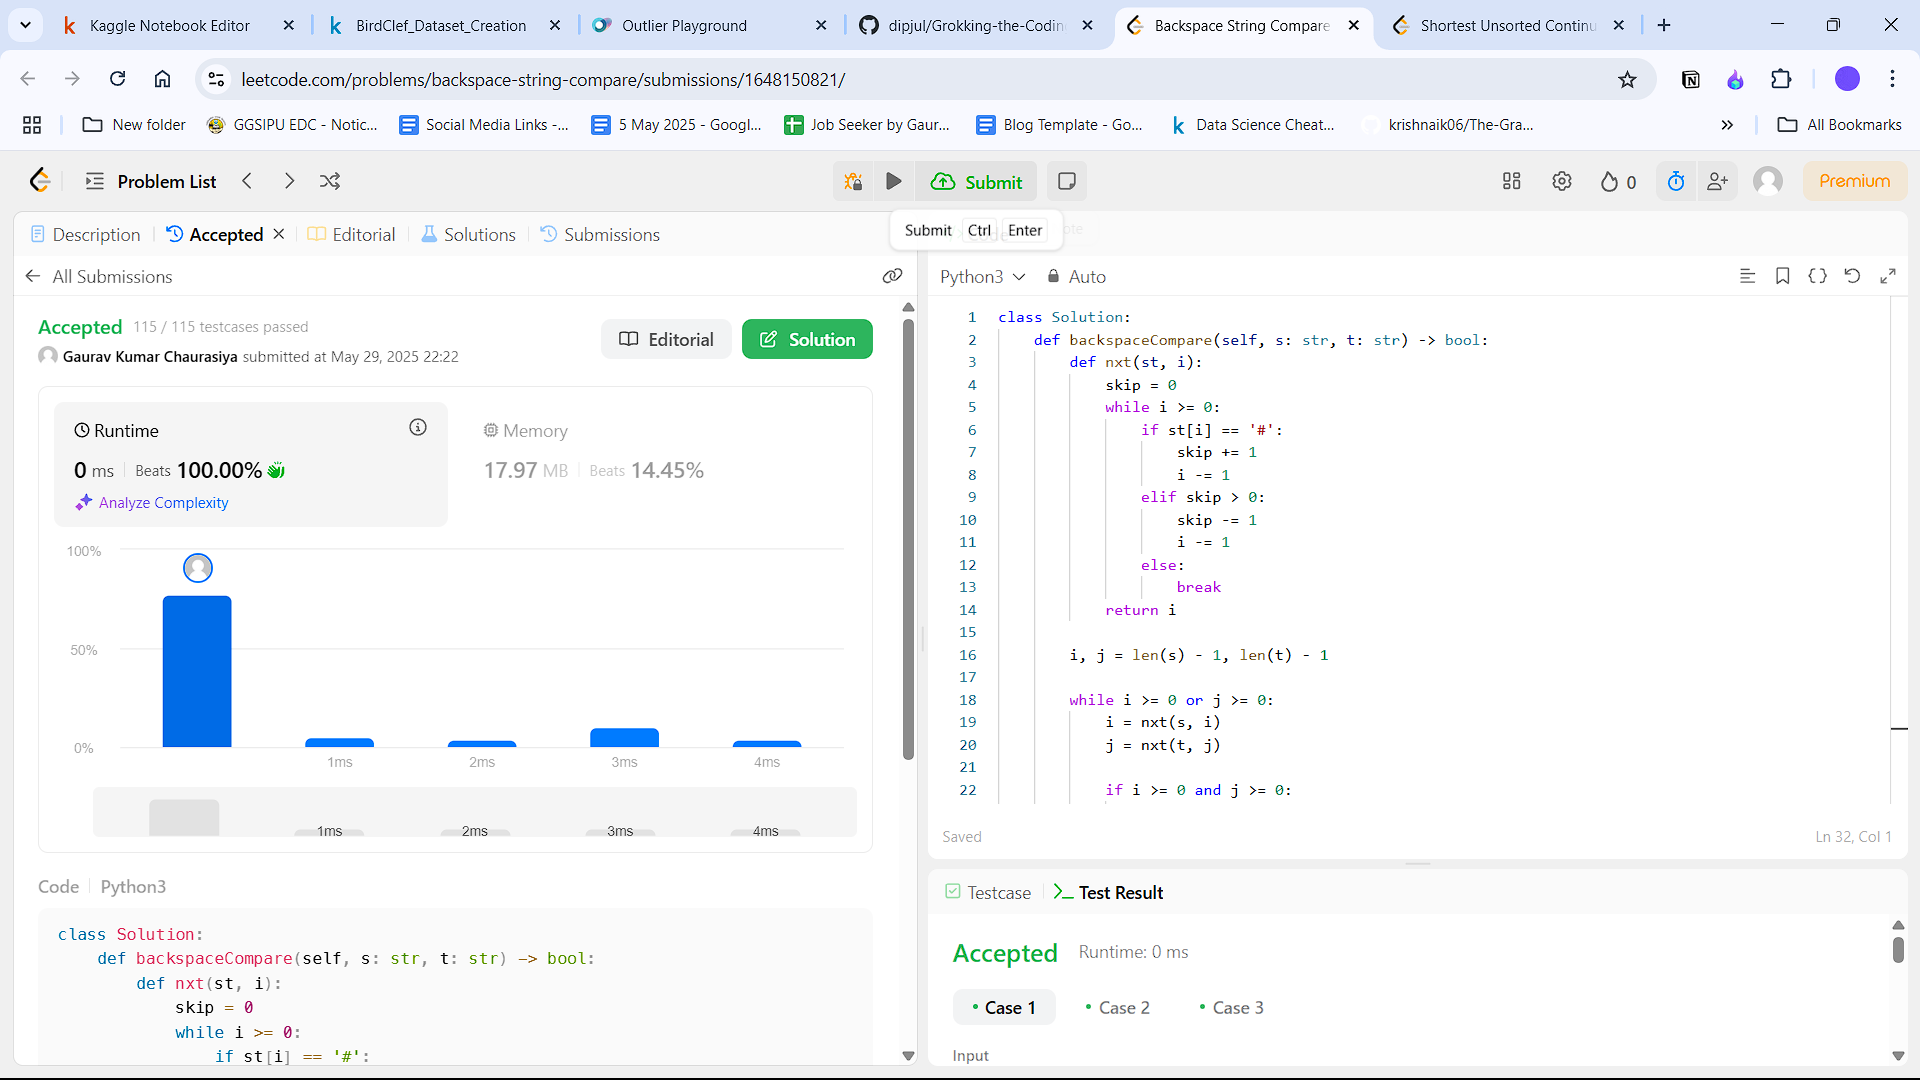 Kaggle Notebook Editor
BirdClef_Dataset_Creation
Outlier Playground
dipjul/Grokking-the-Codin
Backspace String Compare
Shortest Unsorted Continu
leetcode.com/problems/backspace-string-compare/submissions/1648150821/
New folder
GGSIPU EDC - Notic...
Social Media Links -...
5 May 2025 - Googl...
Job Seeker by Gaur...
Blog Template - Go...
Data Science Cheat...
krishnaik06/The-Gra...
All Bookmarks
Problem List
Submit
0
Premium
Submit Ctrl Enter
Description
Accepted
Editorial
Solutions
Submissions
All Submissions
Accepted 115 / 115 testcases passed
Gaurav Kumar Chaurasiya submitted at May 29, 2025 22:22
Editorial
Solution
Runtime
0 ms Beats 100.00%
Analyze Complexity
Memory
17.97 MB Beats 14.45%
100%
50%
0%
1ms 2ms 3ms 4ms
1ms 2ms 3ms 4ms
Code Python3
class Solution:
    def backspaceCompare(self, s: str, t: str) -> bool:
        def nxt(st, i):
            skip = 0
            while i >= 0:
                if st[i] == '#':
Code
Python3 Auto
1 class Solution:
2     def backspaceCompare(self, s: str, t: str) -> bool:
3         def nxt(st, i):
4             skip = 0
5             while i >= 0:
6                 if st[i] == '#':
7                     skip += 1
8                     i -= 1
9                 elif skip > 0:
10                     skip -= 1
11                     i -= 1
12                 else:
13                     break
14             return i
15
16         i, j = len(s) - 1, len(t) - 1
17
18         while i >= 0 or j >= 0:
19             i = nxt(s, i)
20             j = nxt(t, j)
21
22             if i >= 0 and j >= 0:
Saved
Ln 32, Col 1
Testcase
Test Result
Accepted Runtime: 0 ms
Case 1
Case 2
Case 3
Input